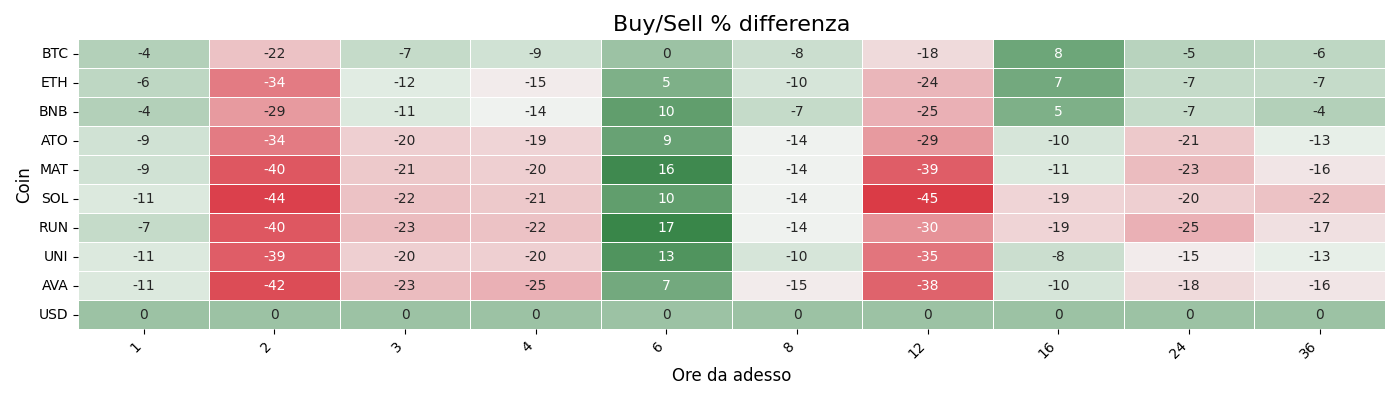 Buy/Sell % differenza
Coin
BTC -4 -22 -7 -9 0 -8 -18 8 -5 -6
ETH -6 -34 -12 -15 5 -10 -24 7 -7 -7
BNB -4 -29 -11 -14 10 -7 -25 5 -7 -4
ATO -9 -34 -20 -19 9 -14 -29 -10 -21 -13
MAT -9 -40 -21 -20 16 -14 -39 -11 -23 -16
SOL -11 -44 -22 -21 10 -14 -45 -19 -20 -22
RUN -7 -40 -23 -22 17 -14 -30 -19 -25 -17
UNI -11 -39 -20 -20 13 -10 -35 -8 -15 -13
AVA -11 -42 -23 -25 7 -15 -38 -10 -18 -16
USD 0 0 0 0 0 0 0 0 0 0
1 2 3 4 6 8 12 16 24 36
Ore da adesso